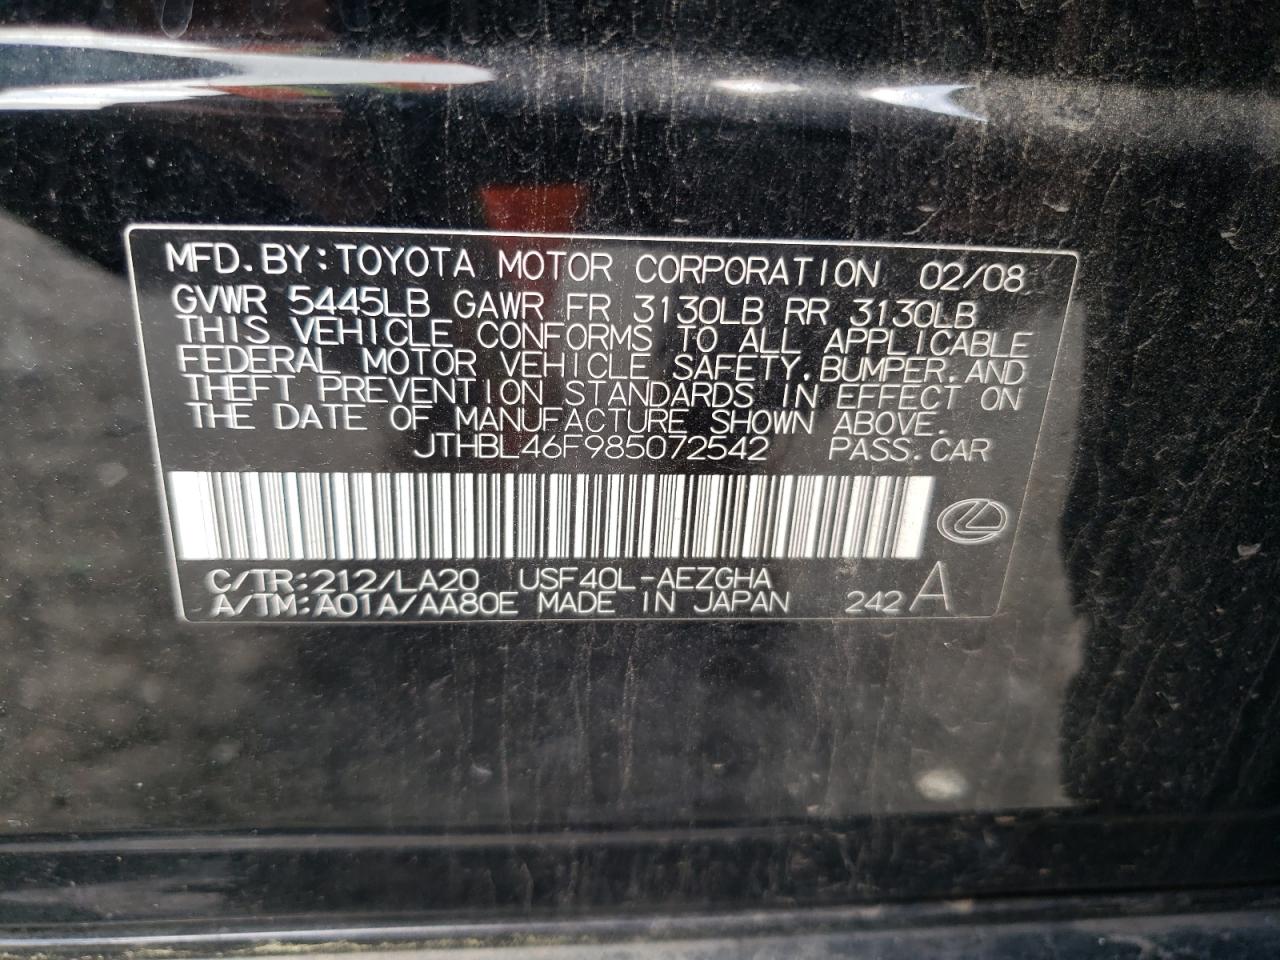 MFD.BY:TOYOTA MOTOR CORPORATION 02/08
GVWR 5445LB GAWR FR 3130LB RR 3130LB
THIS VEHICLE CONFORMS TO ALL APPLICABLE
FEDERAL MOTOR VEHICLE SAFETY,BUMPER,AND
THEFT PREVENTION STANDARDS IN EFFECT ON
THE DATE OF MANUFACTURE SHOWN ABOVE.
JTHBL46F985072542 PASS.CAR
C/TR:212/LA20 USF40L-AEZGHA
A/TM:A01A/AA80E MADE IN JAPAN 242 A